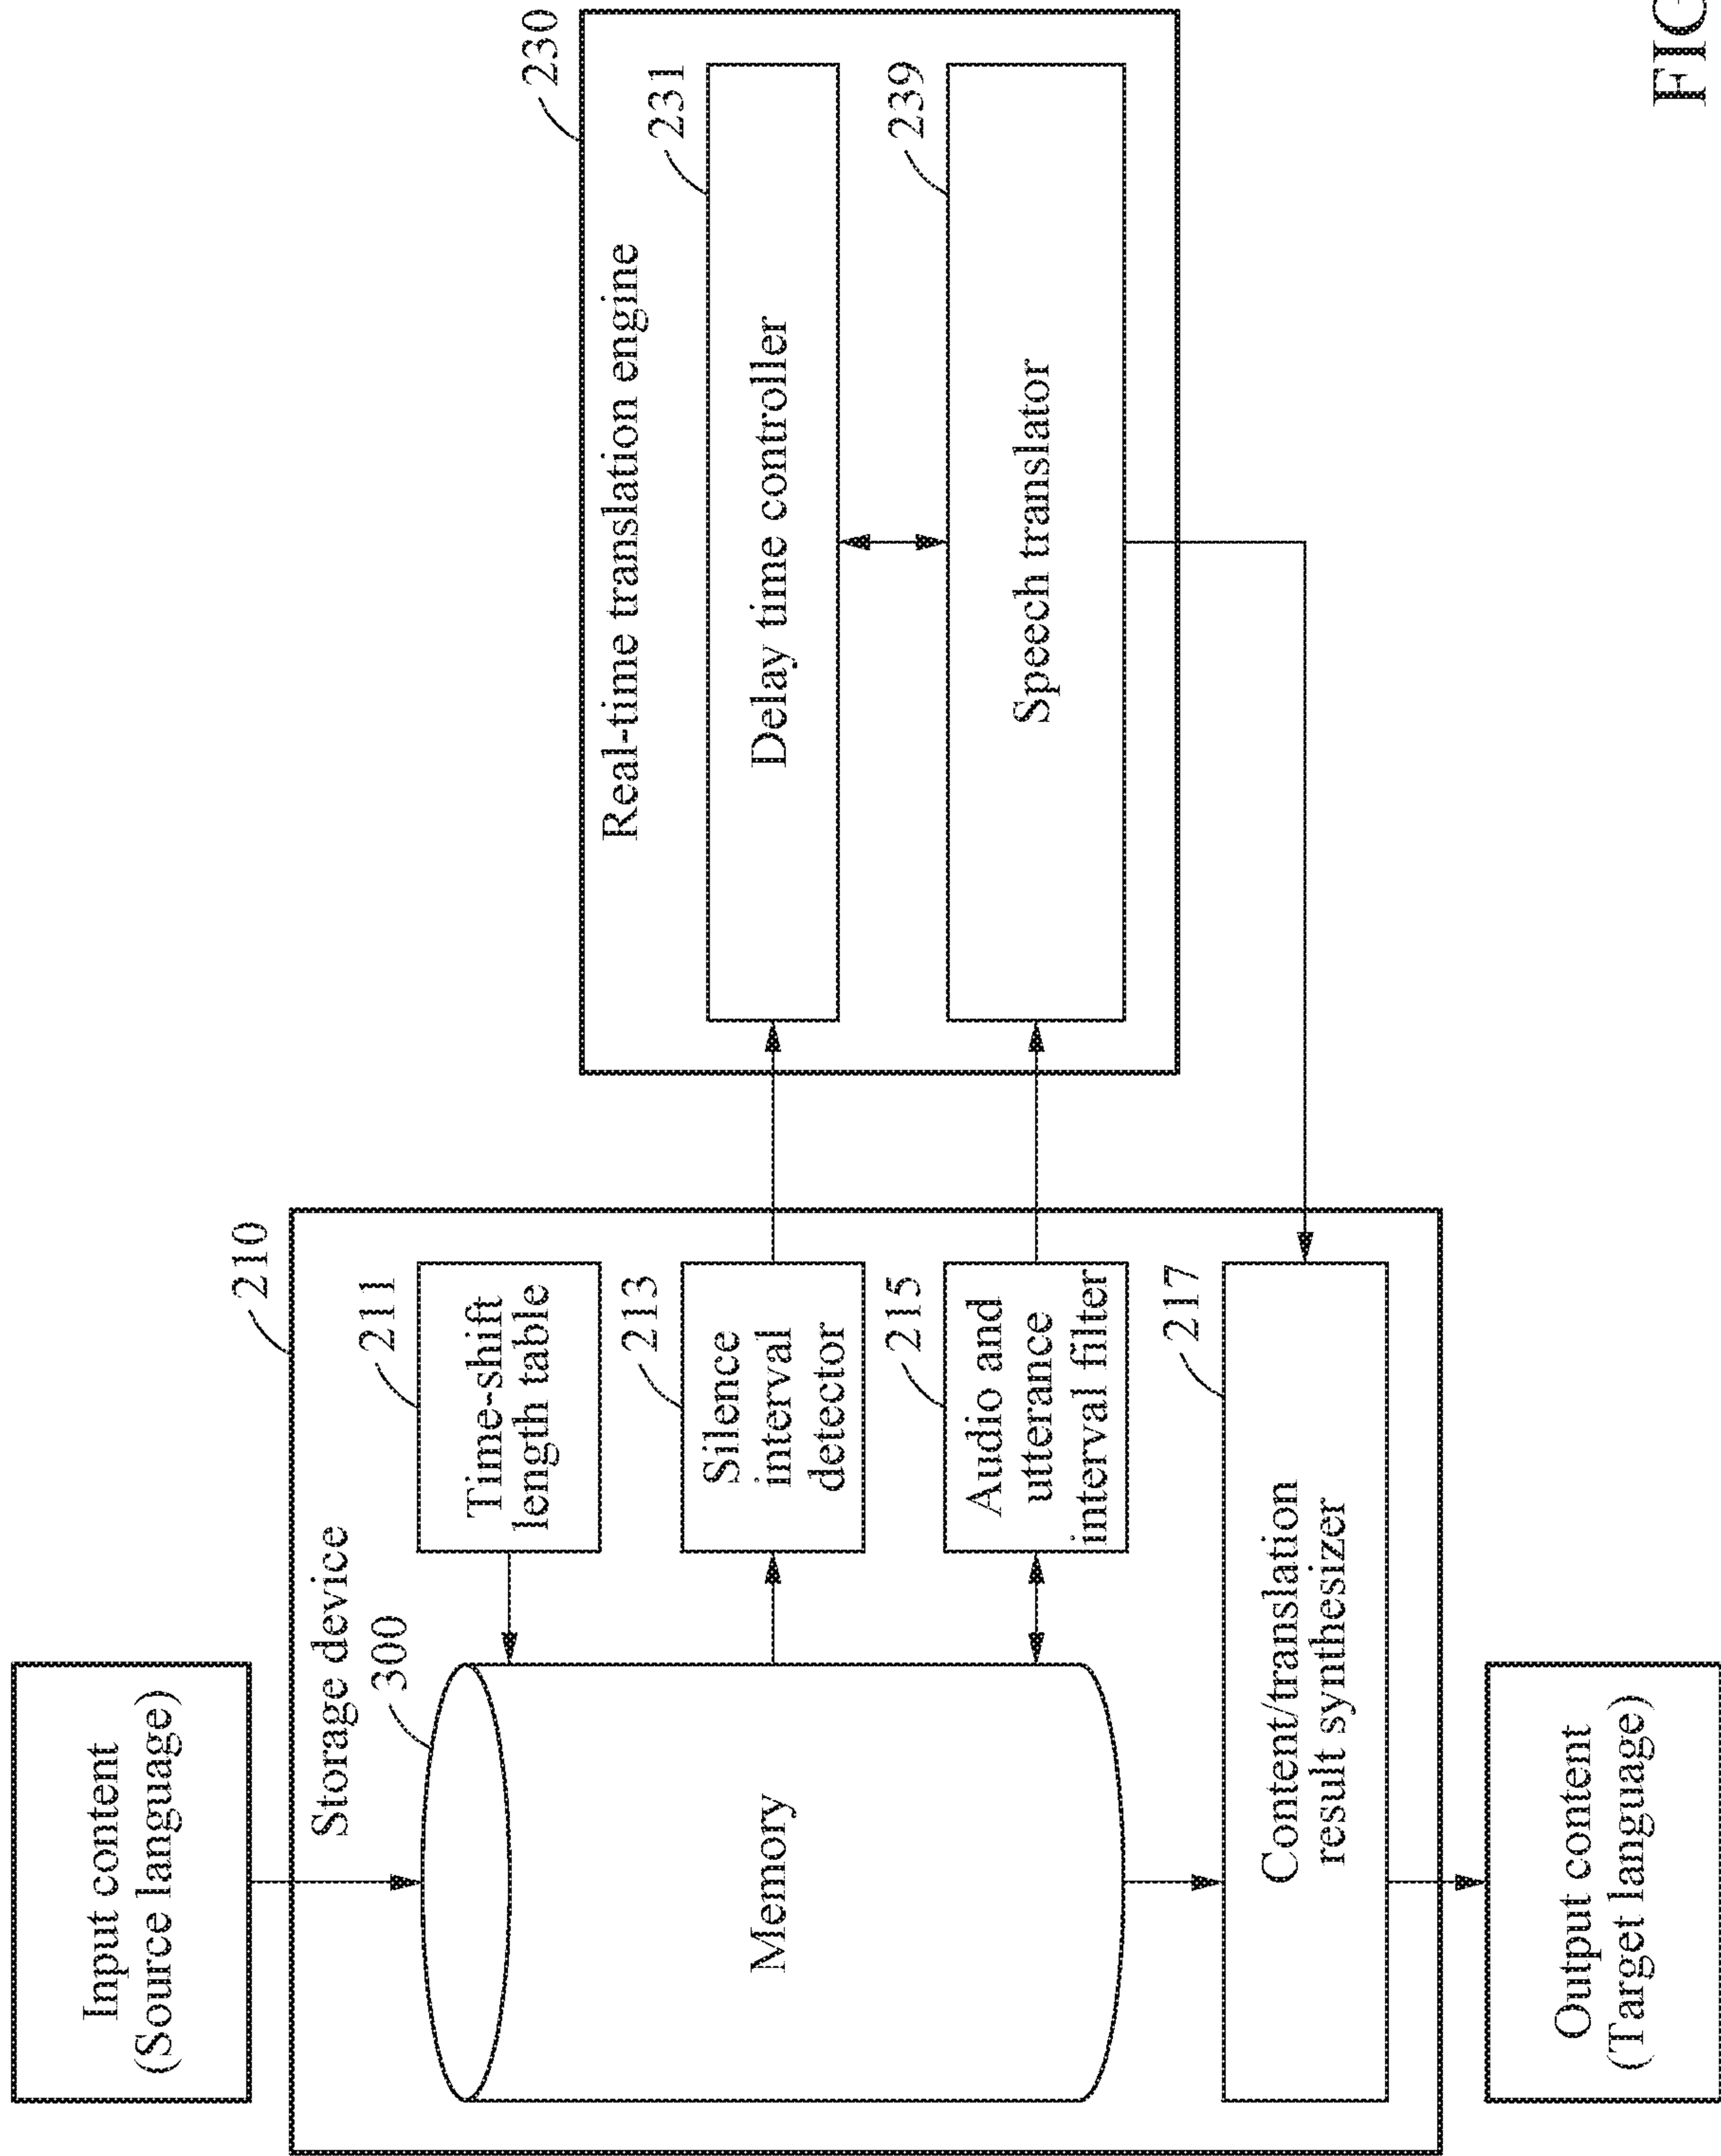 Input content
(Source language)
210
Storage device
300
Memory
211
Time-shift
length table
213
Silence
interval
detector
215
Audio and
utterance
interval filter
217
Content/translation
result synthesizer
Output content
(Target language)
230
Real-time translation engine
231
Delay time controller
239
Speech translator
FIG